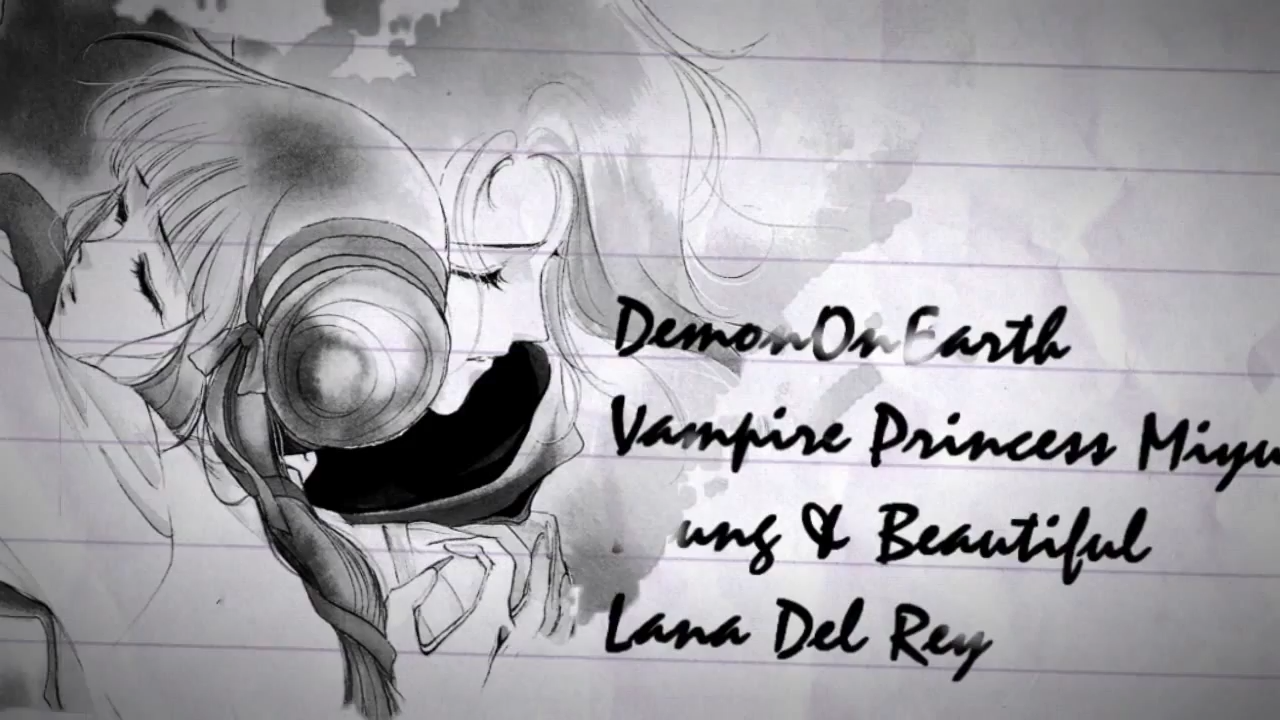 DemonOnEarth
Vampire Princess Miyu
ung & Beautiful
Lana Del Rey